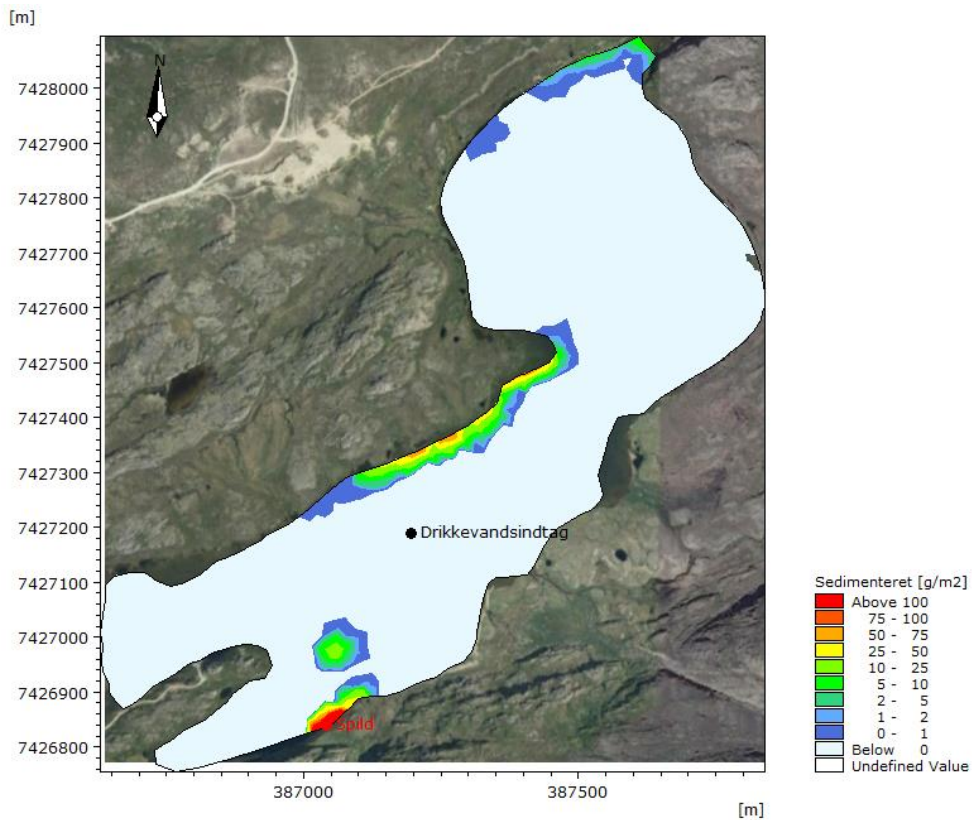 [m]
N
7428000
7427900
7427800
7427700
7427600
7427500
7427400
7427300
7427200
7427100
7427000
7426900
7426800
Drikkevandsindtag
Spild
387000
387500
[m]
Sedimenteret [g/m2]
Above 100
75 - 100
50 - 75
25 - 50
10 - 25
5 - 10
2 - 5
1 - 2
0 - 1
Below 0
Undefined Value